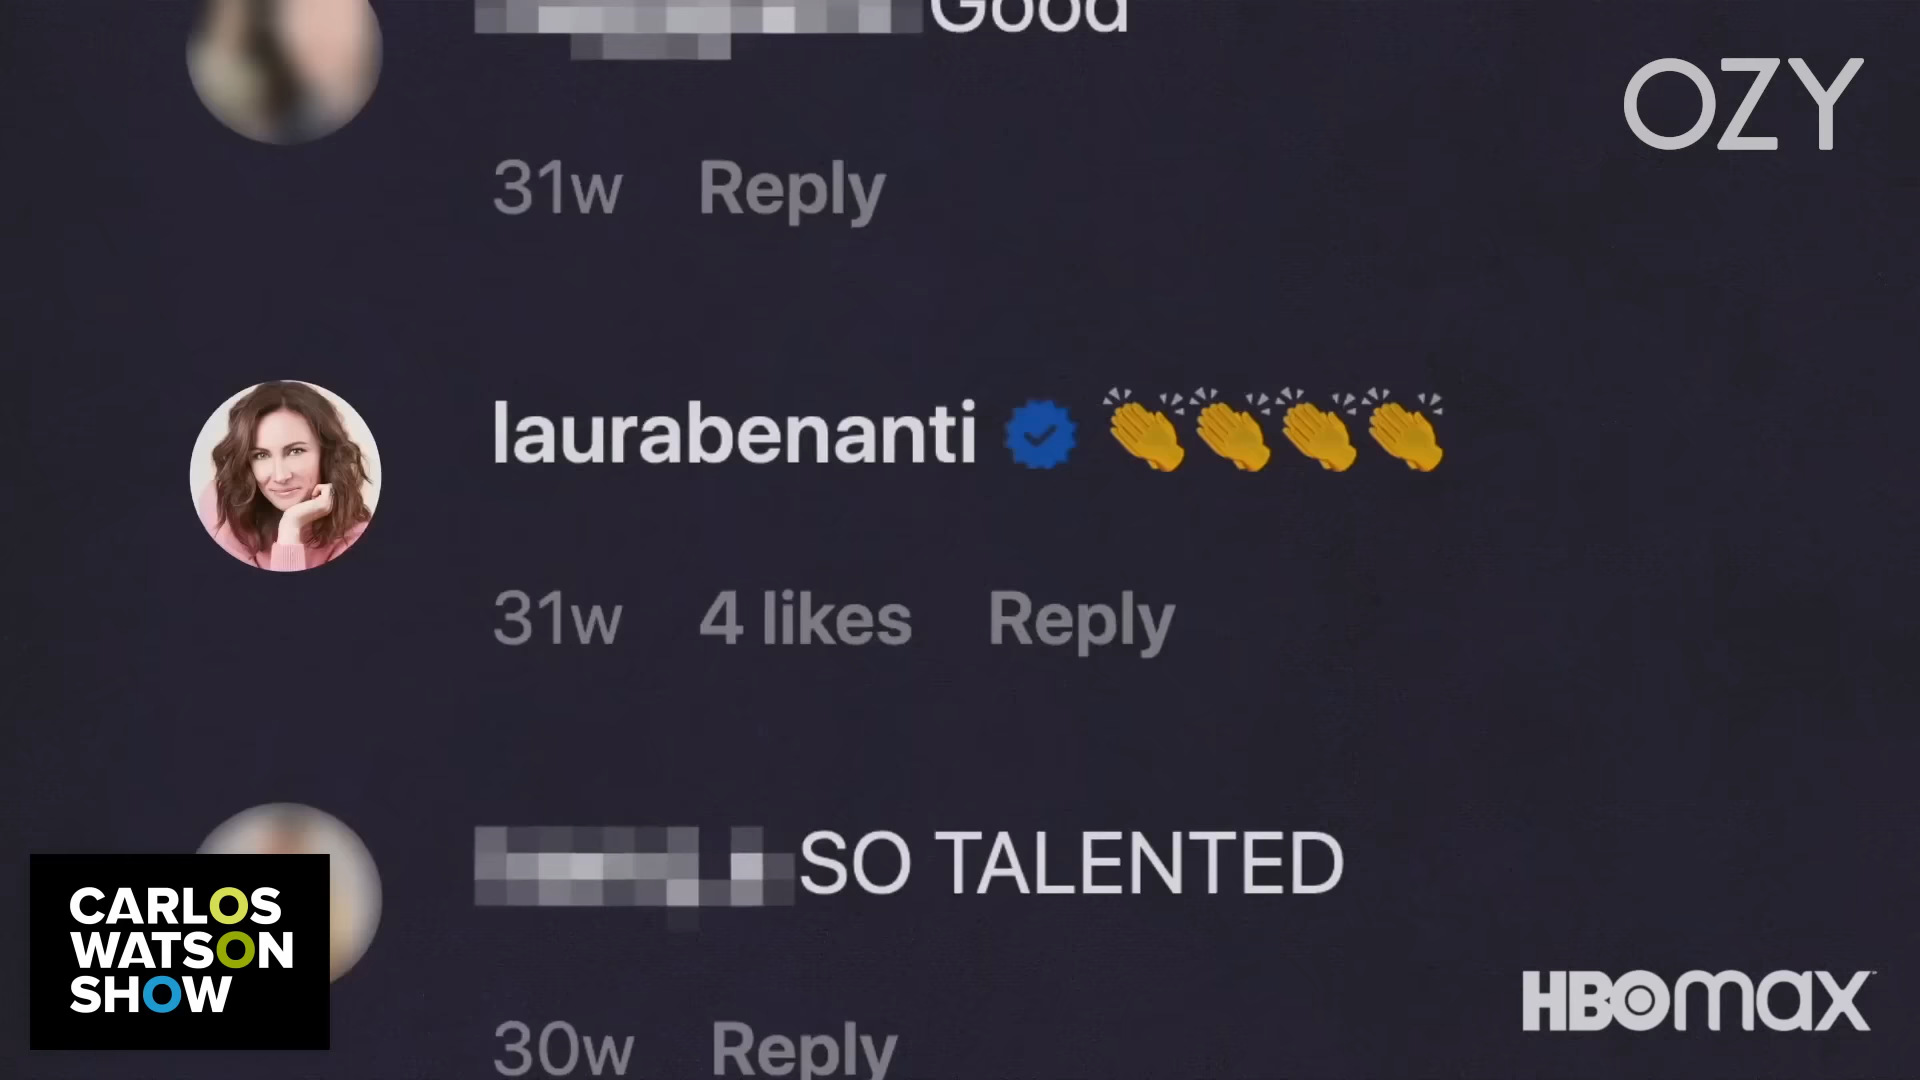 Good
OZY
31w Reply
laurabenanti 👏👏👏👏
31w 4 likes Reply
SO TALENTED
CARLOS
WATSON
SHOW
HBOmax
30w Reply